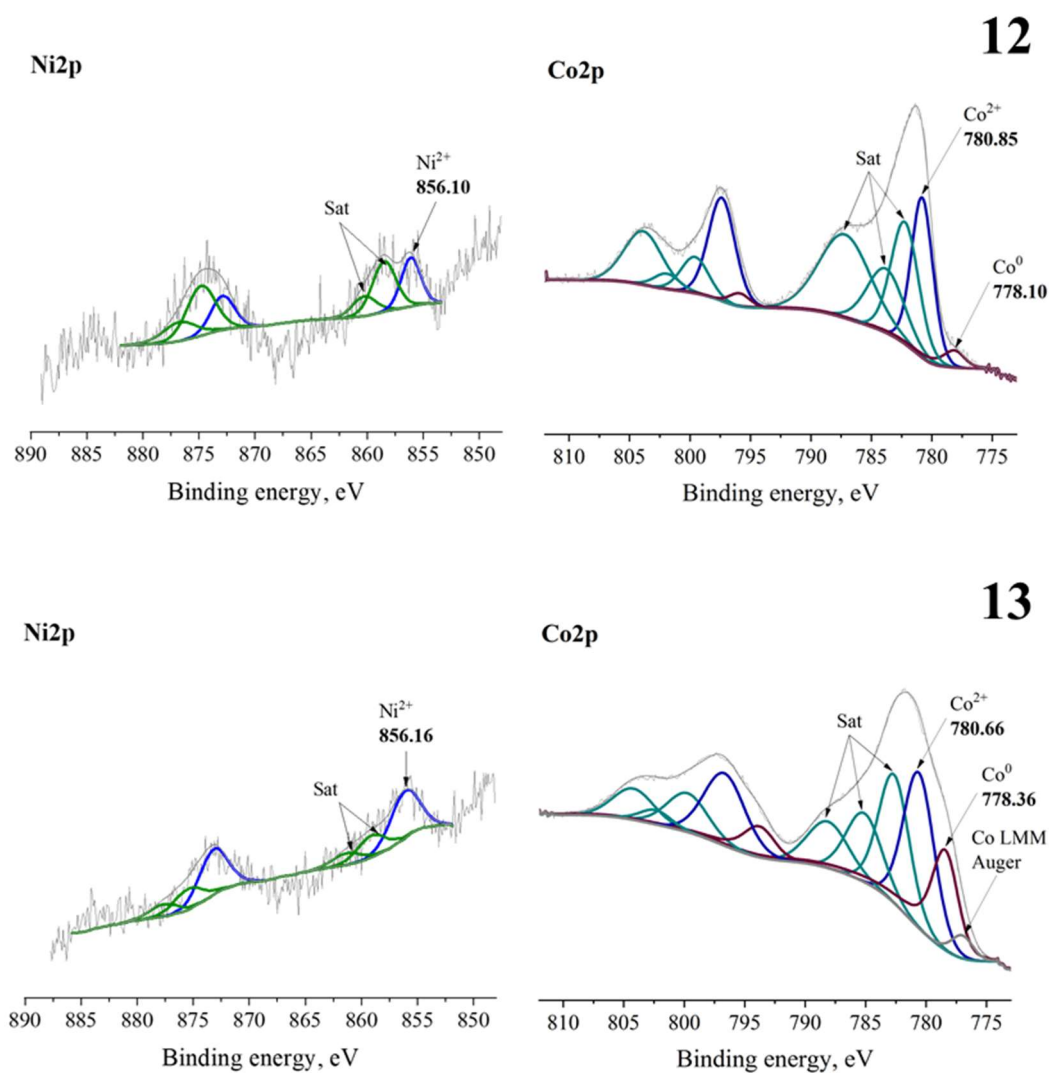 12
Ni2p
Co2p
Ni2+
856.10
Sat
Co2+
780.85
Sat
Co0
778.10
890 885 880 875 870 865 860 855 850
810 805 800 795 790 785 780 775
Binding energy, eV
Binding energy, eV
13
Ni2p
Co2p
Ni2+
856.16
Sat
Co2+
780.66
Sat
Co0
778.36
Co LMM
Auger
890 885 880 875 870 865 860 855 850
810 805 800 795 790 785 780 775
Binding energy, eV
Binding energy, eV